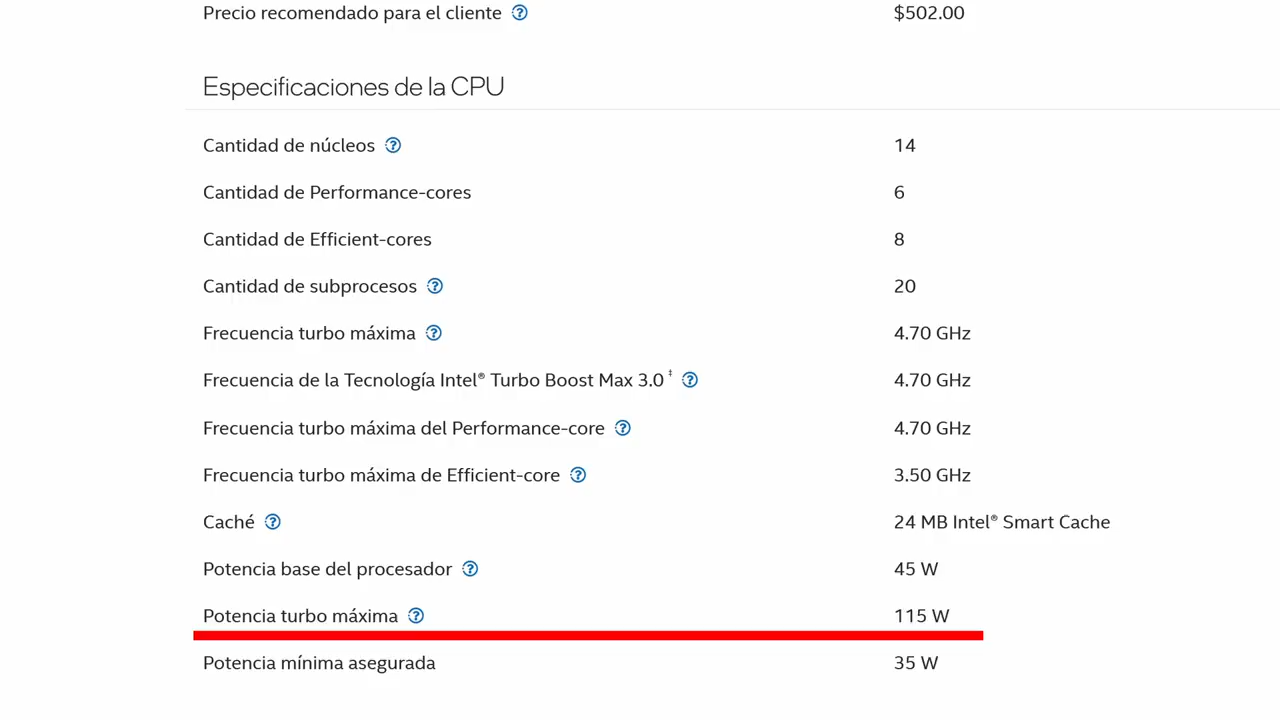 Precio recomendado para el cliente ? $502.00
Especificaciones de la CPU
Cantidad de núcleos ? 14
Cantidad de Performance-cores 6
Cantidad de Efficient-cores 8
Cantidad de subprocesos ? 20
Frecuencia turbo máxima ? 4.70 GHz
Frecuencia de la Tecnología Intel® Turbo Boost Max 3.0 ‡ ? 4.70 GHz
Frecuencia turbo máxima del Performance-core ? 4.70 GHz
Frecuencia turbo máxima de Efficient-core ? 3.50 GHz
Caché ? 24 MB Intel® Smart Cache
Potencia base del procesador ? 45 W
Potencia turbo máxima ? 115 W
Potencia mínima asegurada 35 W